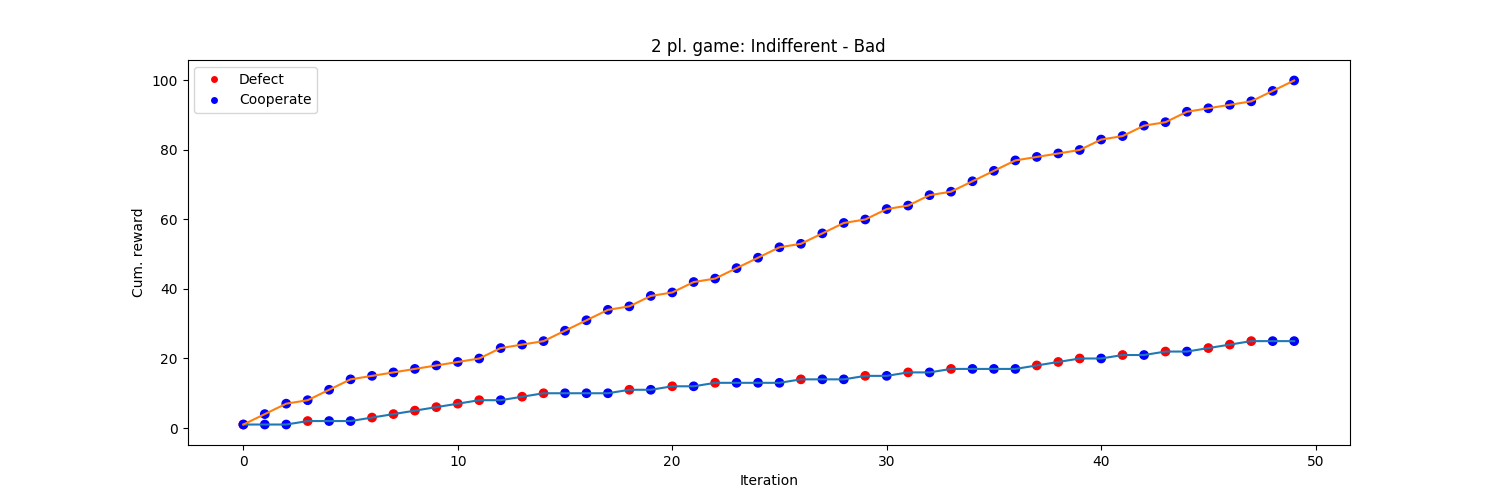 2 pl. game: Indifferent - Bad
Defect
Cooperate
100
80
60
40
20
0
Cum. reward
0 10 20 30 40 50
Iteration